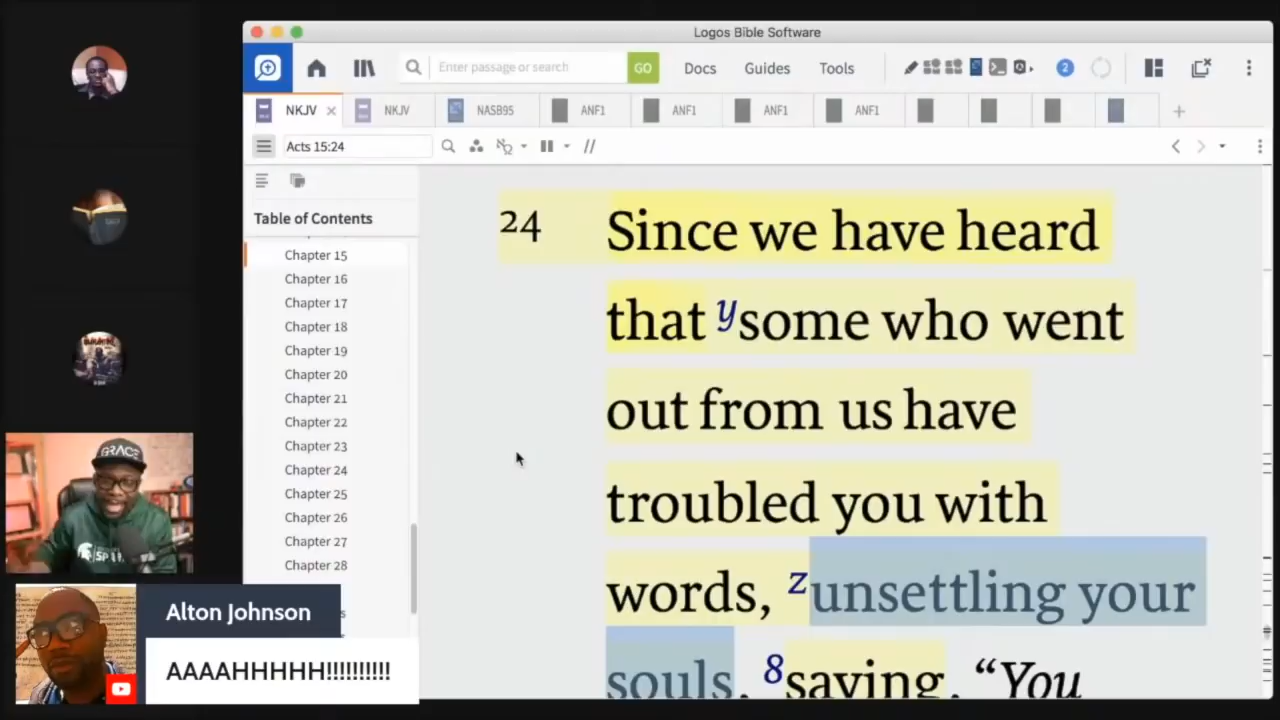 Logos Bible Software
Enter passage or search
GO
Docs
Guides
Tools
2
NKJV
NKJV
NASB95
ANF1
ANF1
ANF1
ANF1
Acts 15:24
Table of Contents
Chapter 15
Chapter 16
Chapter 17
Chapter 18
Chapter 19
Chapter 20
Chapter 21
Chapter 22
Chapter 23
Chapter 24
Chapter 25
Chapter 26
Chapter 27
Chapter 28
24 Since we have heard
that ysome who went
out from us have
troubled you with
words, zunsettling your
souls, 8saying, “You
GRACE
Alton Johnson
AAAAHHHHH!!!!!!!!!!